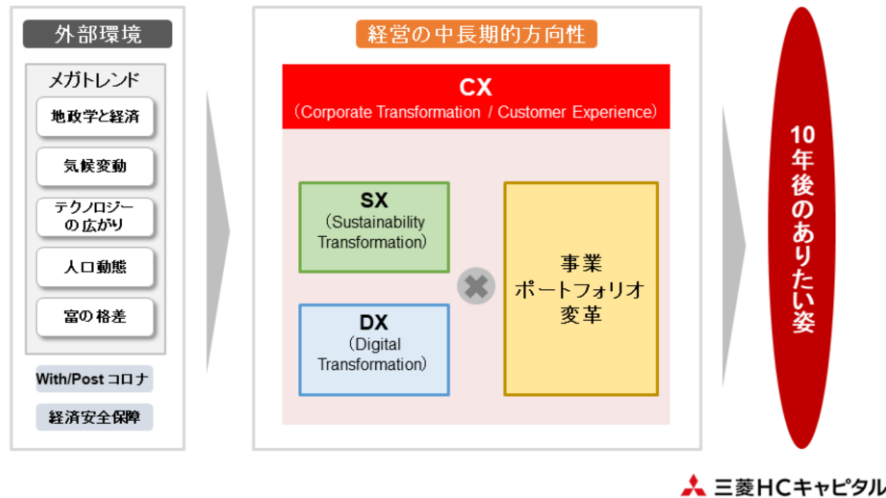 外部環境
メガトレンド
地政学と経済
気候変動
テクノロジー
の広がり
人口動態
富の格差
With/Post コロナ
経済安全保障
経営の中長期的方向性
CX
（Corporate Transformation / Customer Experience）
SX
（Sustainability
Transformation）
DX
（Digital
Transformation）
事業
ポートフォリオ
変革
10年後のありたい姿
三菱HCキャピタル